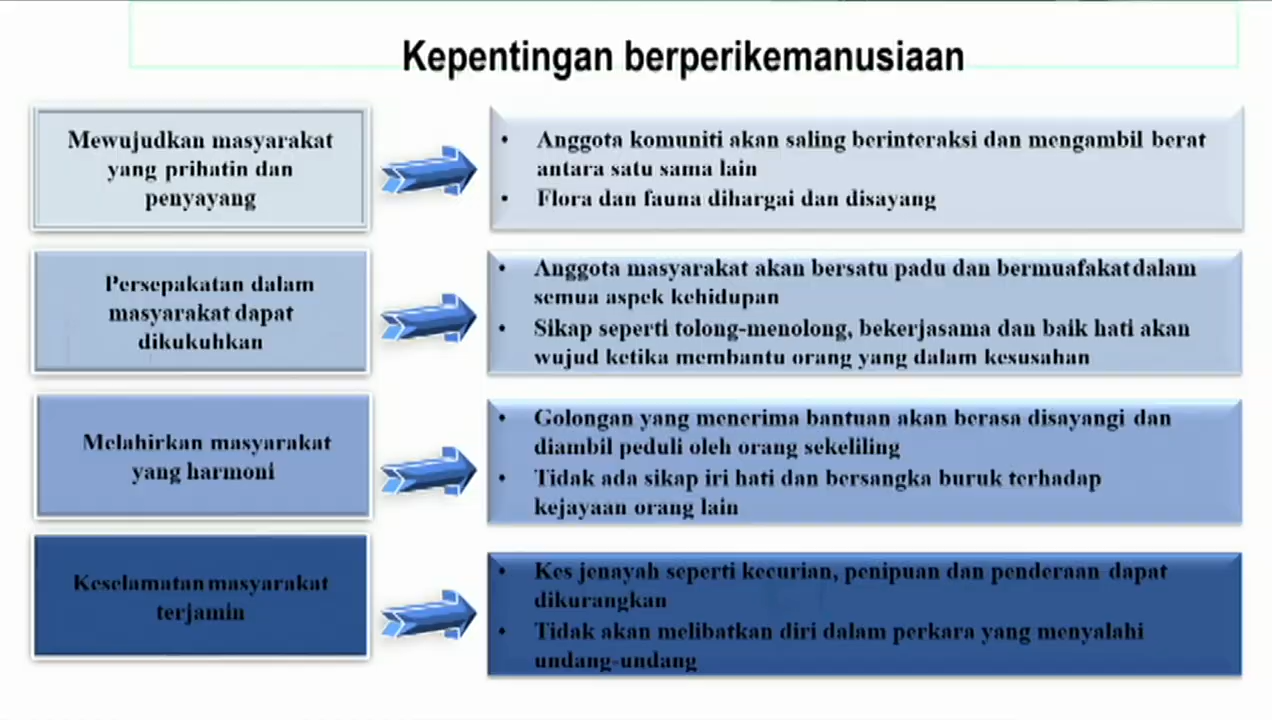 Kepentingan berperikemanusiaan
Mewujudkan masyarakat
yang prihatin dan
penyayang
• Anggota komuniti akan saling berinteraksi dan mengambil berat
antara satu sama lain
• Flora dan fauna dihargai dan disayang
Persepakatan dalam
masyarakat dapat
dikukuhkan
• Anggota masyarakat akan bersatu padu dan bermuafakat dalam
semua aspek kehidupan
• Sikap seperti tolong-menolong, bekerjasama dan baik hati akan
wujud ketika membantu orang yang dalam kesusahan
Melahirkan masyarakat
yang harmoni
• Golongan yang menerima bantuan akan berasa disayangi dan
diambil peduli oleh orang sekeliling
• Tidak ada sikap iri hati dan bersangka buruk terhadap
kejayaan orang lain
Keselamatan masyarakat
terjamin
• Kes jenayah seperti kecurian, penipuan dan penderaan dapat
dikurangkan
• Tidak akan melibatkan diri dalam perkara yang menyalahi
undang-undang